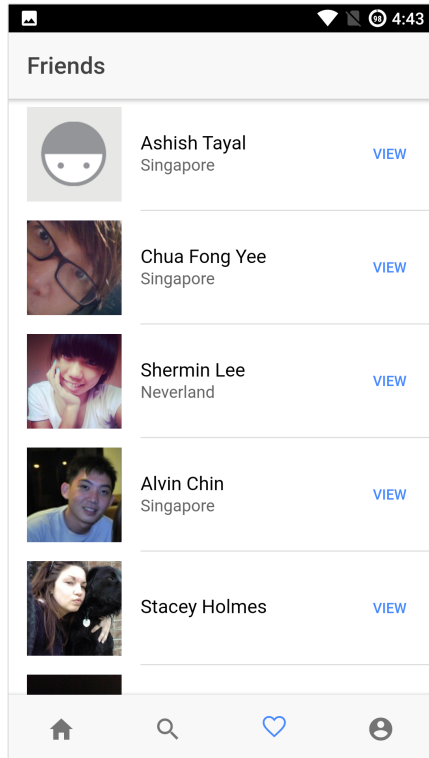 98 4:43
Friends
Ashish Tayal
Singapore
VIEW
Chua Fong Yee
Singapore
VIEW
Shermin Lee
Neverland
VIEW
Alvin Chin
Singapore
VIEW
Stacey Holmes
VIEW